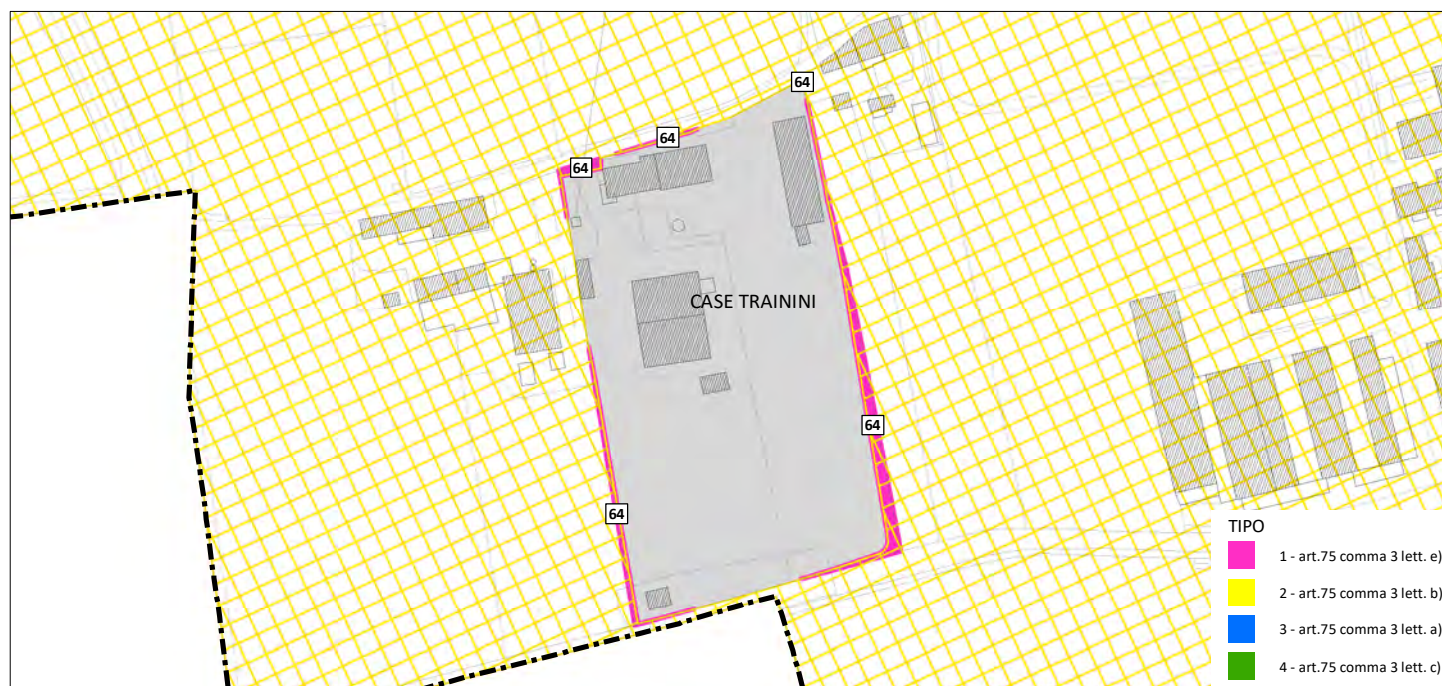 64
64
64
CASE TRAININI
64
64
TIPO
1 - art.75 comma 3 lett. e)
2 - art.75 comma 3 lett. b)
3 - art.75 comma 3 lett. a)
4 - art.75 comma 3 lett. c)